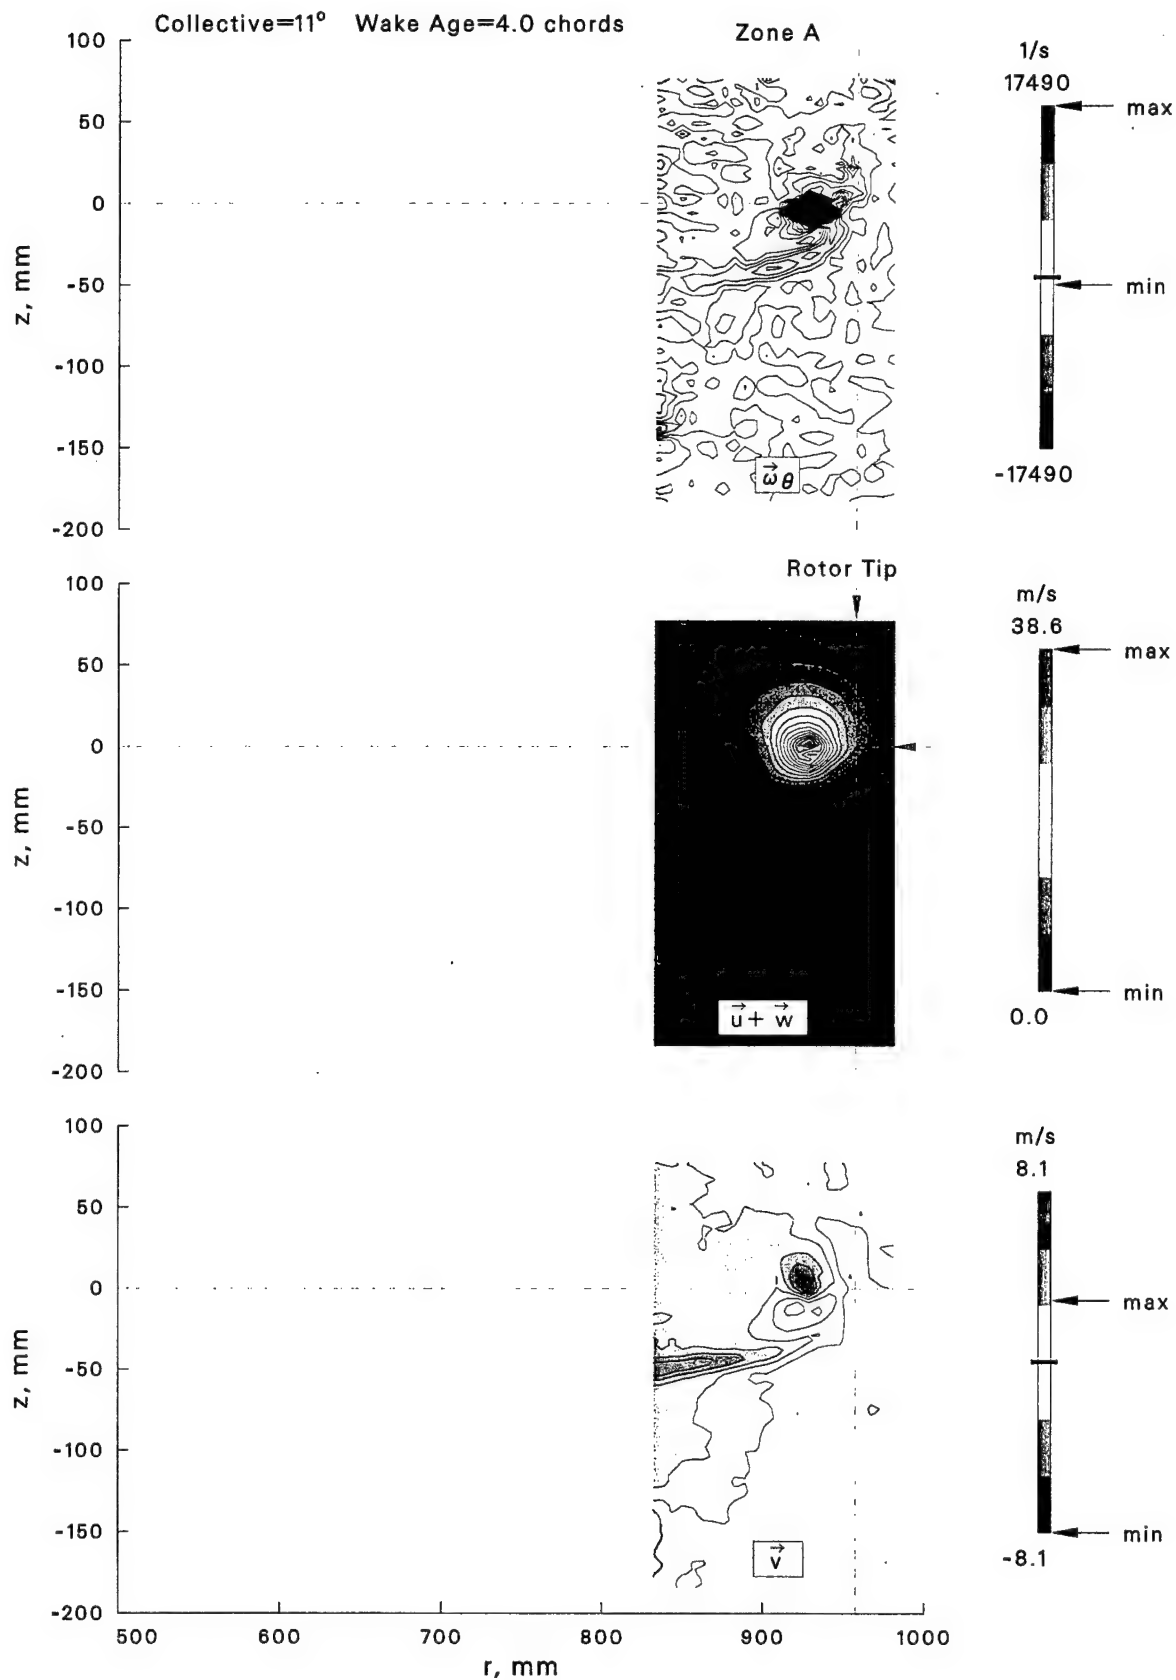 Collective=11° Wake Age=4.0 chords
Zone A
1/s
17490
max
min
-17490
100
50
0
-50
-100
-150
-200
z, mm
ω⃗θ
Rotor Tip
m/s
38.6
max
min
0.0
100
50
0
-50
-100
-150
-200
z, mm
u⃗ + w⃗
m/s
8.1
max
min
-8.1
100
50
0
-50
-100
-150
-200
z, mm
v⃗
500 600 700 800 900 1000
r, mm